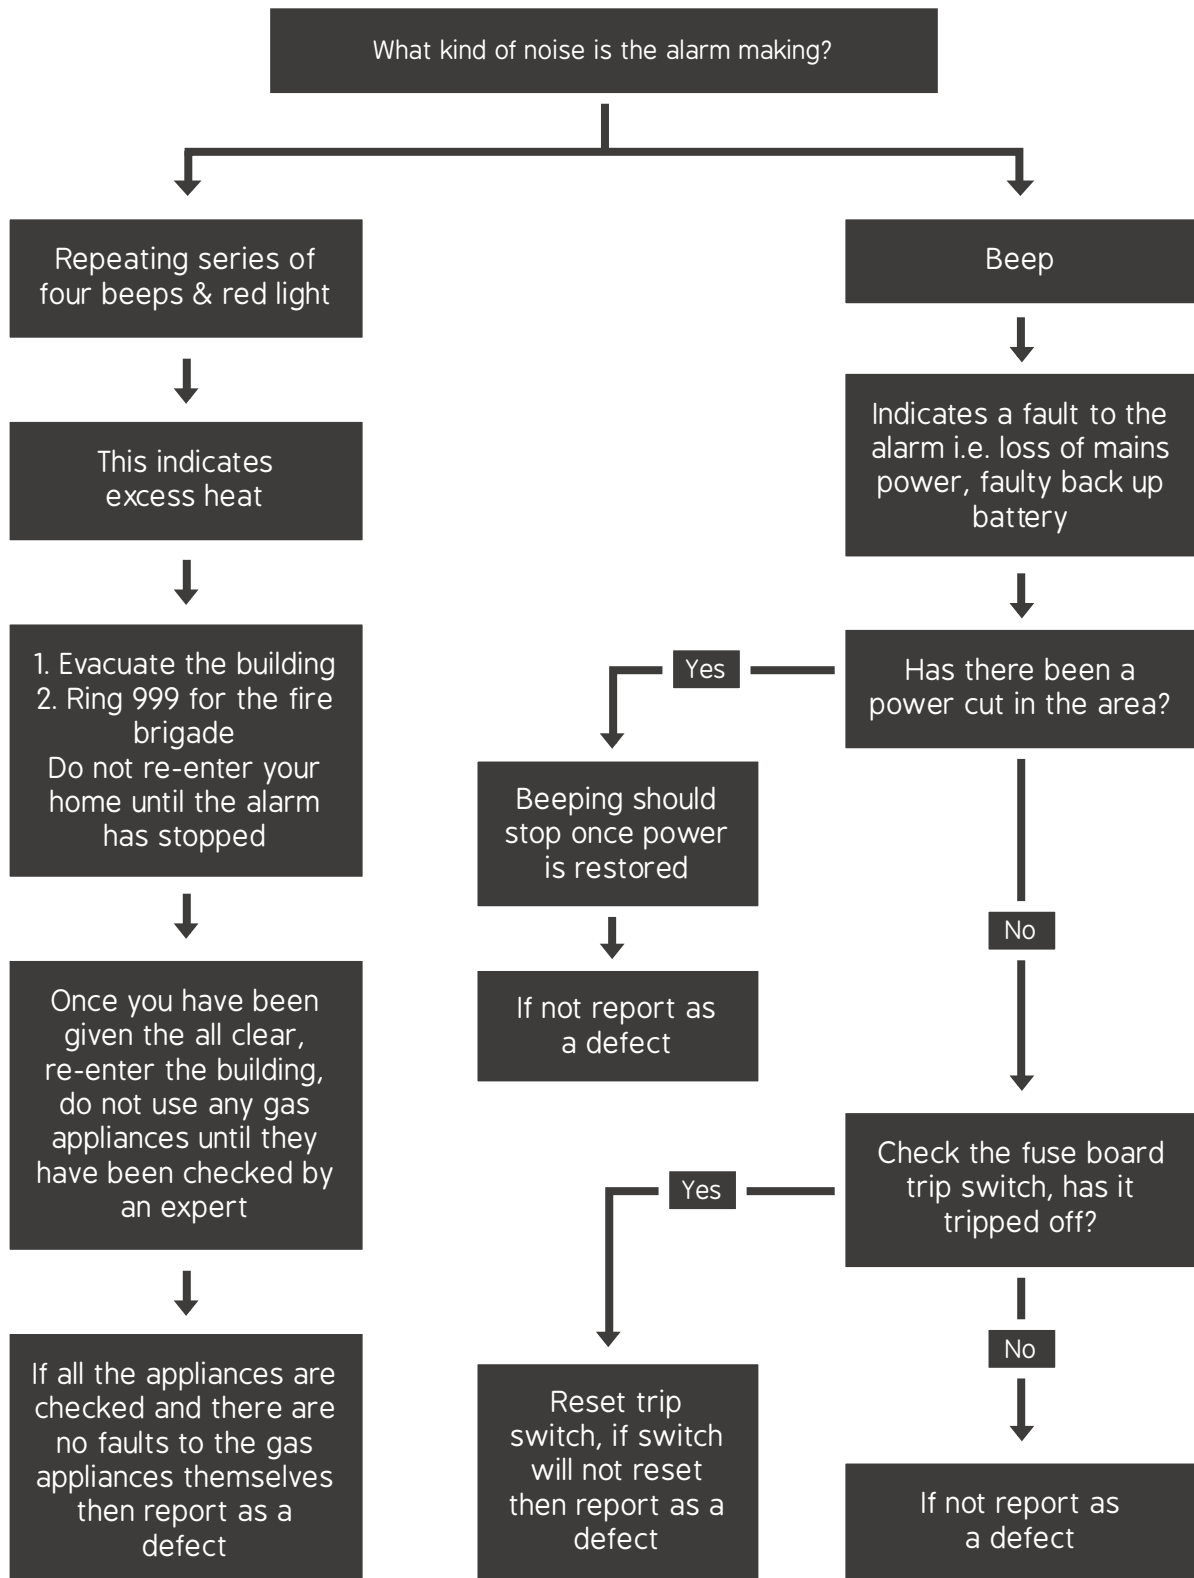 What kind of noise is the alarm making?
Repeating series of
four beeps & red light
This indicates
excess heat
1. Evacuate the building
2. Ring 999 for the fire
brigade
Do not re-enter your
home until the alarm
has stopped
Once you have been
given the all clear,
re-enter the building,
do not use any gas
appliances until they
have been checked by
an expert
If all the appliances are
checked and there are
no faults to the gas
appliances themselves
then report as a
defect
Beep
Indicates a fault to the
alarm i.e. loss of mains
power, faulty back up
battery
Has there been a
power cut in the area?
Yes
Beeping should
stop once power
is restored
If not report as
a defect
No
Check the fuse board
trip switch, has it
tripped off?
Yes
Reset trip
switch, if switch
will not reset
then report as a
defect
No
If not report as
a defect